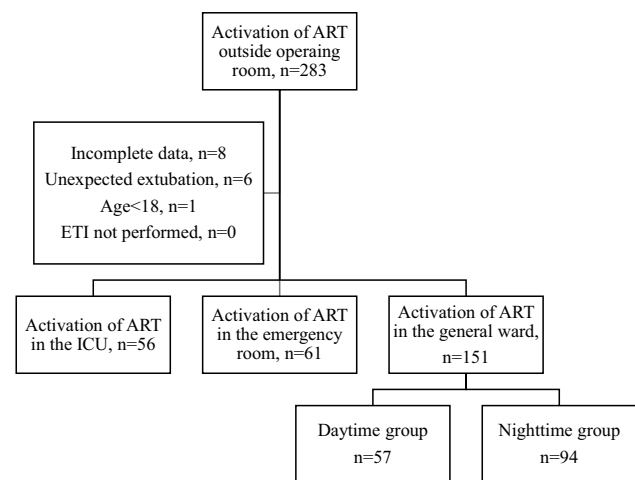 Activation of ART
outside operaing
room, n=283
Incomplete data, n=8
Unexpected extubation, n=6
Age<18, n=1
ETI not performed, n=0
Activation of ART
in the ICU, n=56
Activation of ART
in the emergency
room, n=61
Activation of ART
in the general ward,
n=151
Daytime group
n=57
Nighttime group
n=94